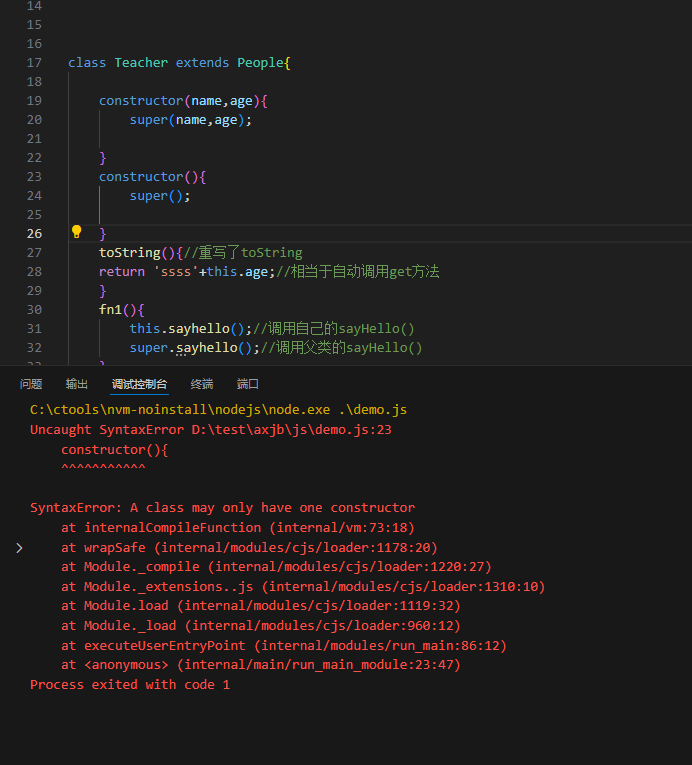 14
15
16
17 class Teacher extends People{
18
19 constructor(name,age){
20 super(name,age);
21
22 }
23 constructor(){
24 super();
25
26 }
27 toString(){//重写了toString
28 return 'ssss'+this.age;//相当于自动调用get方法
29 }
30 fn1(){
31 this.sayhello();//调用自己的sayHello()
32 super.sayhello();//调用父类的sayHello()
33 }
问题 输出 调试控制台 终端 端口
C:\ctools\nvm-noinstall\nodejs\node.exe .\demo.js
Uncaught SyntaxError D:\test\axjb\js\demo.js:23
constructor(){
^^^^^^^^^^^
SyntaxError: A class may only have one constructor
at internalCompileFunction (internal/vm:73:18)
at wrapSafe (internal/modules/cjs/loader:1178:20)
at Module._compile (internal/modules/cjs/loader:1220:27)
at Module._extensions..js (internal/modules/cjs/loader:1310:10)
at Module.load (internal/modules/cjs/loader:1119:32)
at Module._load (internal/modules/cjs/loader:960:12)
at executeUserEntryPoint (internal/modules/run_main:86:12)
at <anonymous> (internal/main/run_main_module:23:47)
Process exited with code 1